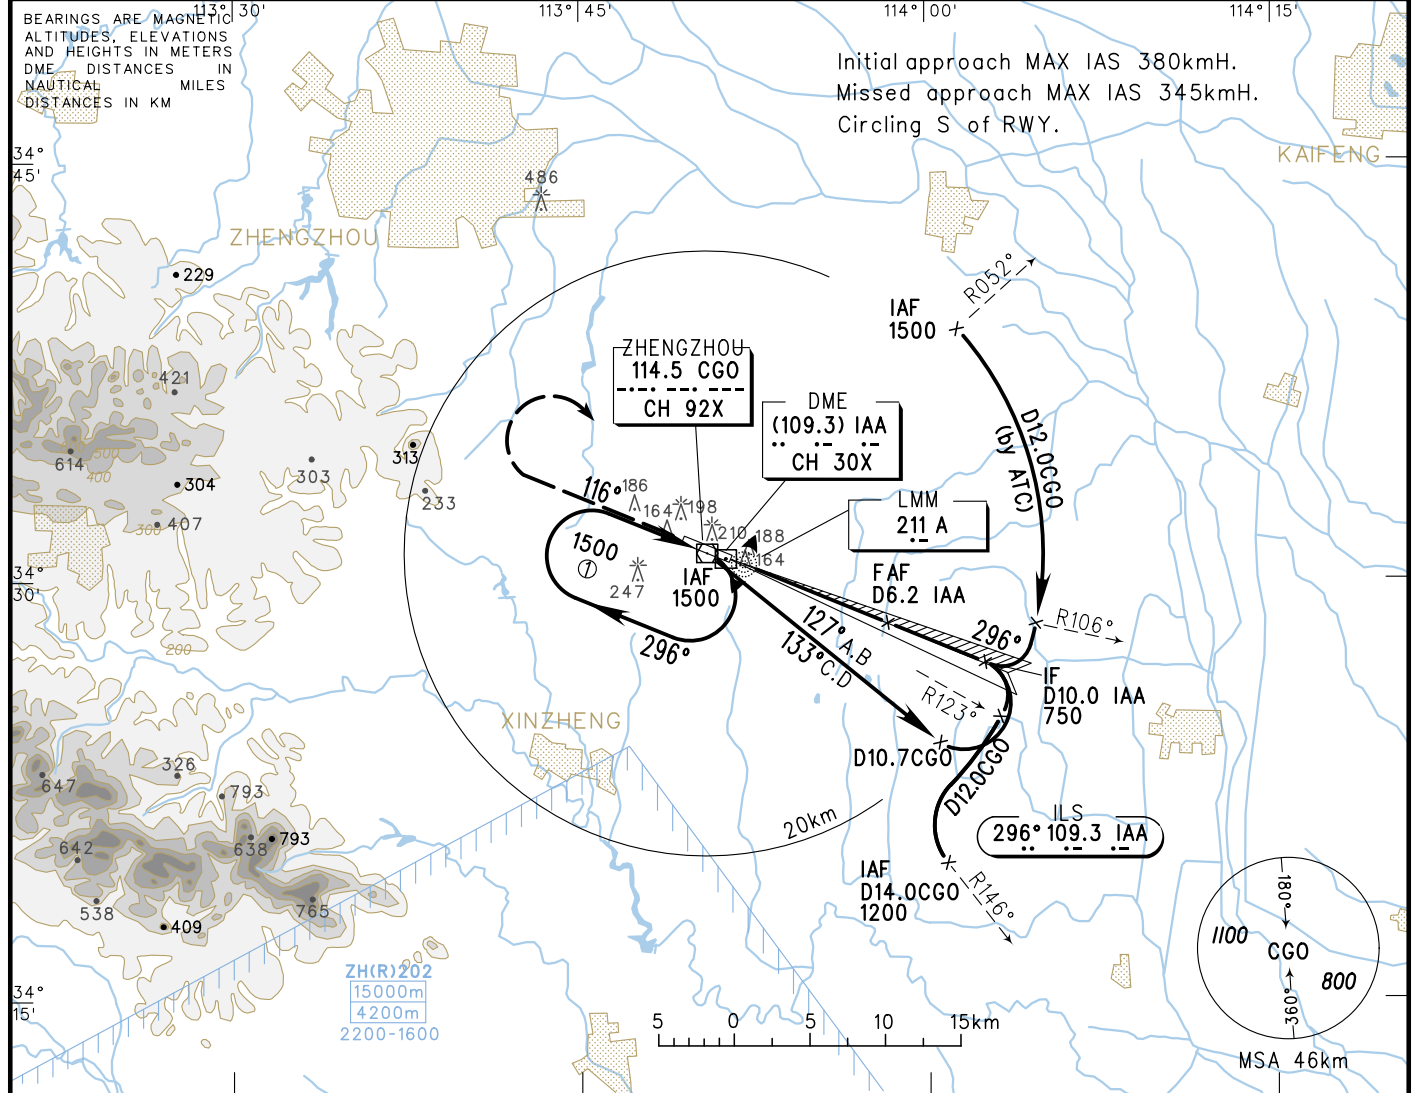 BEARINGS ARE MAGNETIC
ALTITUDES, ELEVATIONS
AND HEIGHTS IN METERS
DME DISTANCES IN
NAUTICAL MILES
DISTANCES IN KM
113°30'
113°45'
114°00'
114°15'
Initial approach MAX IAS 380kmH.
Missed approach MAX IAS 345kmH.
Circling S of RWY.
34°
45'
KAIFENG
486
ZHENGZHOU
229
R052°
IAF
1500
ZHENGZHOU
114.5 CGO
CH 92X
DME
(109.3) IAA
CH 30X
D12.0CGO
(by ATC)
421
614
500
400
304
303
313
233
300
407
LMM
211 A
116°
186
164
198
210
188
164
1500
1
247
IAF
1500
296°
34°
30'
FAF
D6.2 IAA
127°A.B
133°C.D
296°
R106°
IF
D10.0 IAA
750
R123°
200
XINZHENG
D10.7CGO
D12.0CGO
326
647
793
793
638
642
538
765
409
20km
ILS
296° 109.3 IAA
IAF
D14.0CGO
1200
R146°
ZH(R)202
15000m
4200m
2200-1600
34°
15'
5 0 5 10 15km
180°
1100
CGO
800
360°
MSA 46km